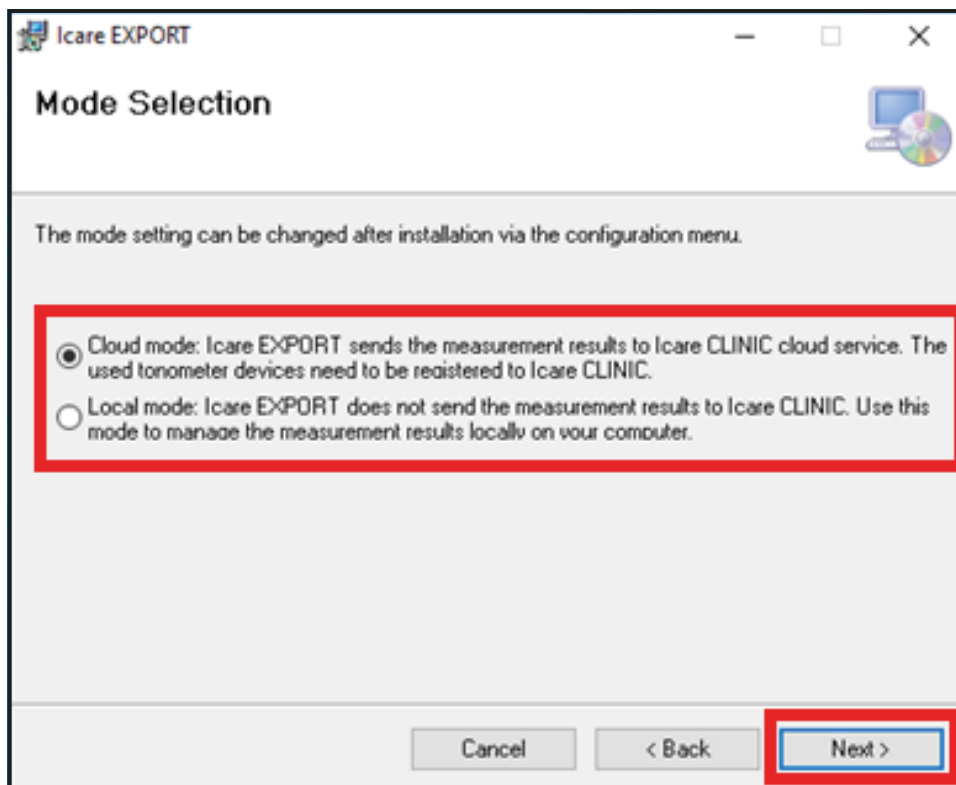 Icare EXPORT
Mode Selection
The mode setting can be changed after installation via the configuration menu.
Cloud mode: Icare EXPORT sends the measurement results to Icare CLINIC cloud service. The
used tonometer devices need to be registered to Icare CLINIC.
Local mode: Icare EXPORT does not send the measurement results to Icare CLINIC. Use this
mode to manage the measurement results locally on your computer.
Cancel
< Back
Next >